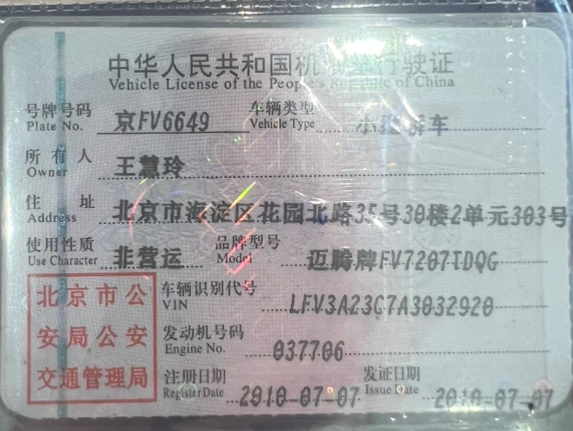 中华人民共和国机动车行驶证
Vehicle License of the People's Republic of China
号牌号码 京FV6649 车辆类型 小型轿车
Plate No. Vehicle Type
所有人 王慧玲
Owner
住址 北京市海淀区花园北路35号30楼2单元303号
Address
使用性质 非营运 品牌型号 迈腾牌FV7207TDQG
Use Character Model
北京市公安局公安交通管理局
车辆识别代号 LFV3A23C7A3032920
VIN
发动机号码 037706
Engine No.
注册日期 2010-07-07 发证日期 2010-07-07
Register Date Issue Date